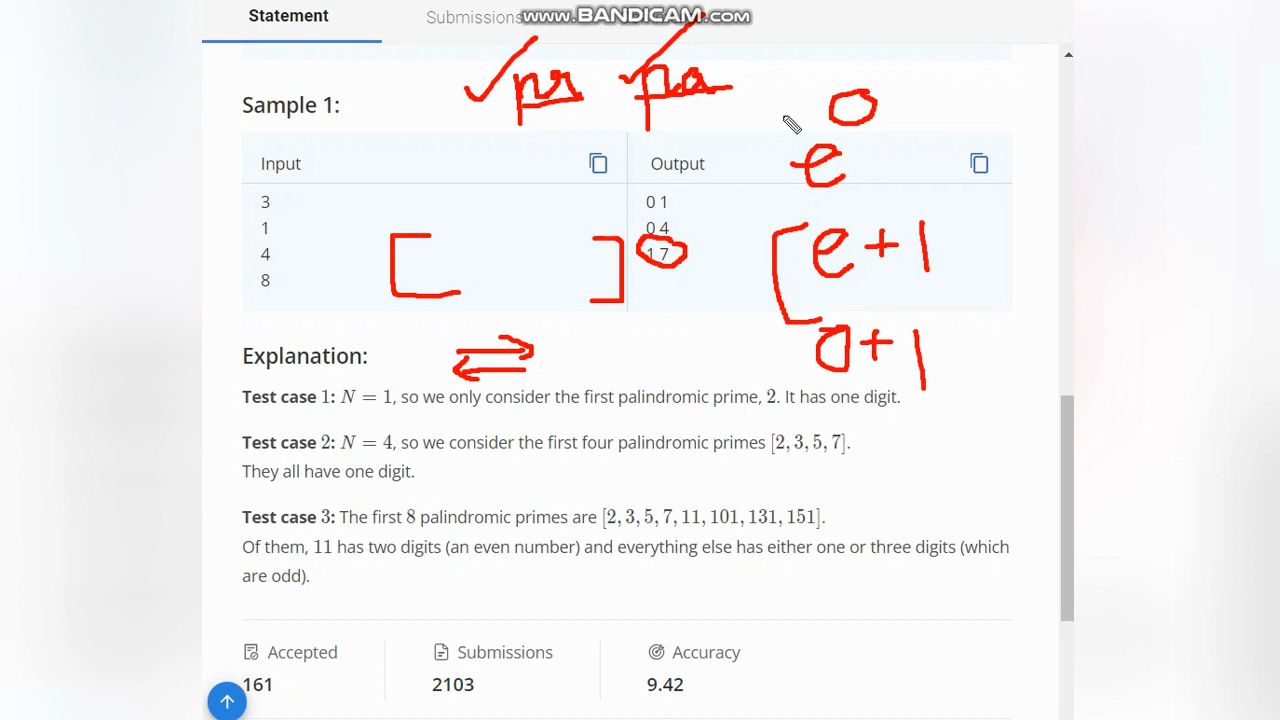 Statement Submissions www.BANDICAM.com
pr pa
Sample 1:
o
Input Output e
3 0 1
1 0 4
4 [ ] 1 7 e+1
8
o+1
Explanation:
Test case 1: N = 1, so we only consider the first palindromic prime, 2. It has one digit.
Test case 2: N = 4, so we consider the first four palindromic primes [2, 3, 5, 7].
They all have one digit.
Test case 3: The first 8 palindromic primes are [2, 3, 5, 7, 11, 101, 131, 151].
Of them, 11 has two digits (an even number) and everything else has either one or three digits (which
are odd).
Accepted Submissions Accuracy
161 2103 9.42